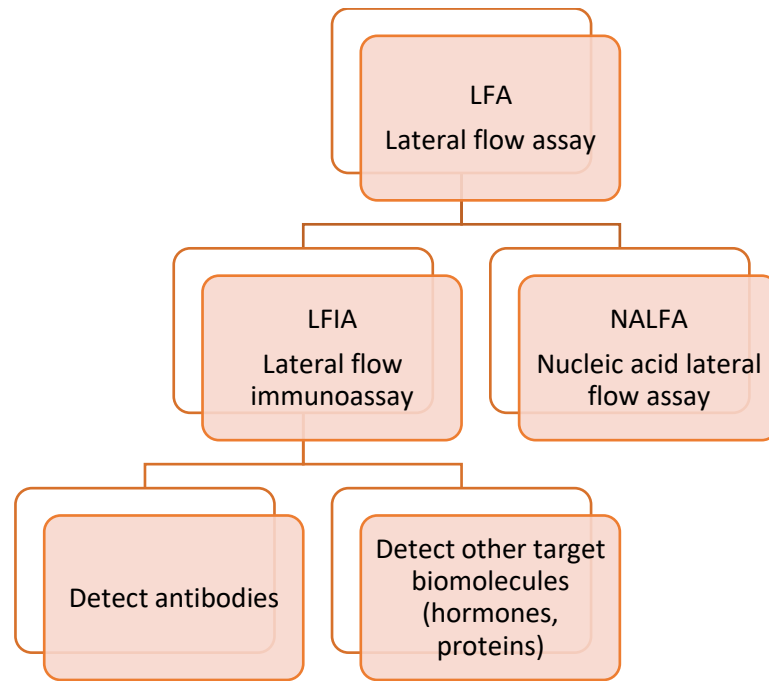 LFA
Lateral flow assay
LFIA
Lateral flow
immunoassay
NALFA
Nucleic acid lateral
flow assay
Detect antibodies
Detect other target
biomolecules
(hormones,
proteins)